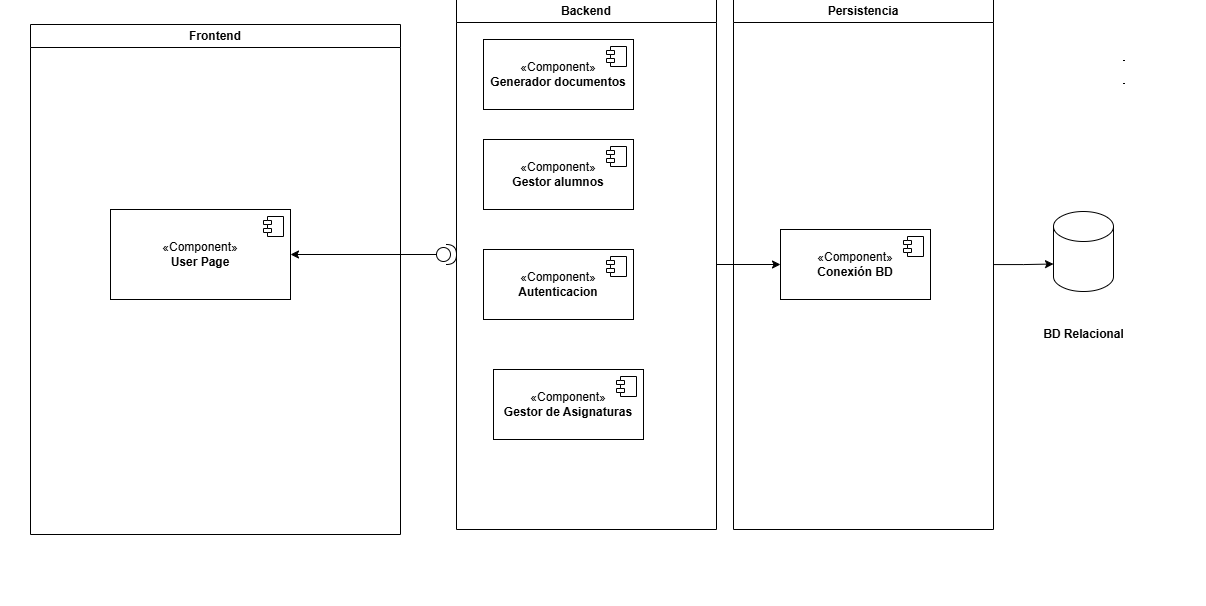 Frontend
«Component»
User Page
Backend
«Component»
Generador documentos
«Component»
Gestor alumnos
«Component»
Autenticacion
«Component»
Gestor de Asignaturas
Persistencia
«Component»
Conexión BD
BD Relacional